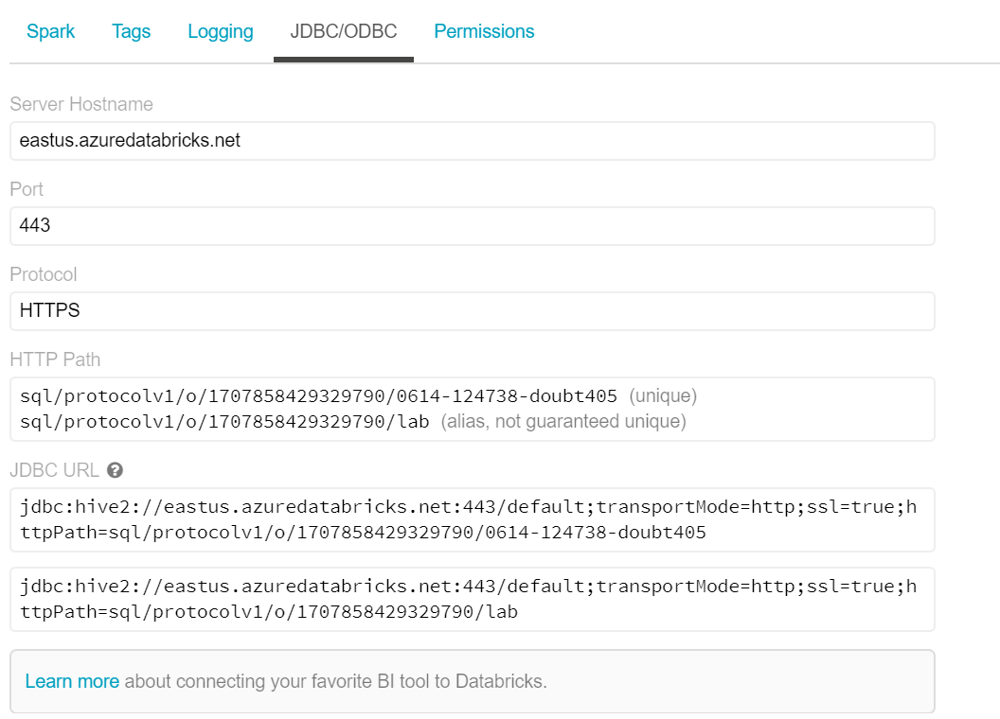 Spark Tags Logging JDBC/ODBC Permissions
Server Hostname
eastus.azuredatabricks.net
Port
443
Protocol
HTTPS
HTTP Path
sql/protocolv1/o/1707858429329790/0614-124738-doubt405 (unique)
sql/protocolv1/o/1707858429329790/lab (alias, not guaranteed unique)
JDBC URL ?
jdbc:hive2://eastus.azuredatabricks.net:443/default;transportMode=http;ssl=true;h
ttpPath=sql/protocolv1/o/1707858429329790/0614-124738-doubt405
jdbc:hive2://eastus.azuredatabricks.net:443/default;transportMode=http;ssl=true;h
ttpPath=sql/protocolv1/o/1707858429329790/lab
Learn more about connecting your favorite BI tool to Databricks.